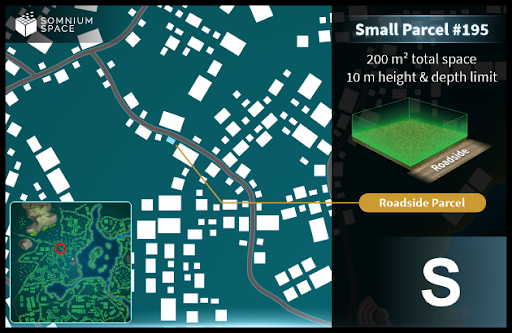 SOMNIUM
SPACE
Small Parcel #195
200 m² total space
10 m height & depth limit
Roadside
Roadside Parcel
S